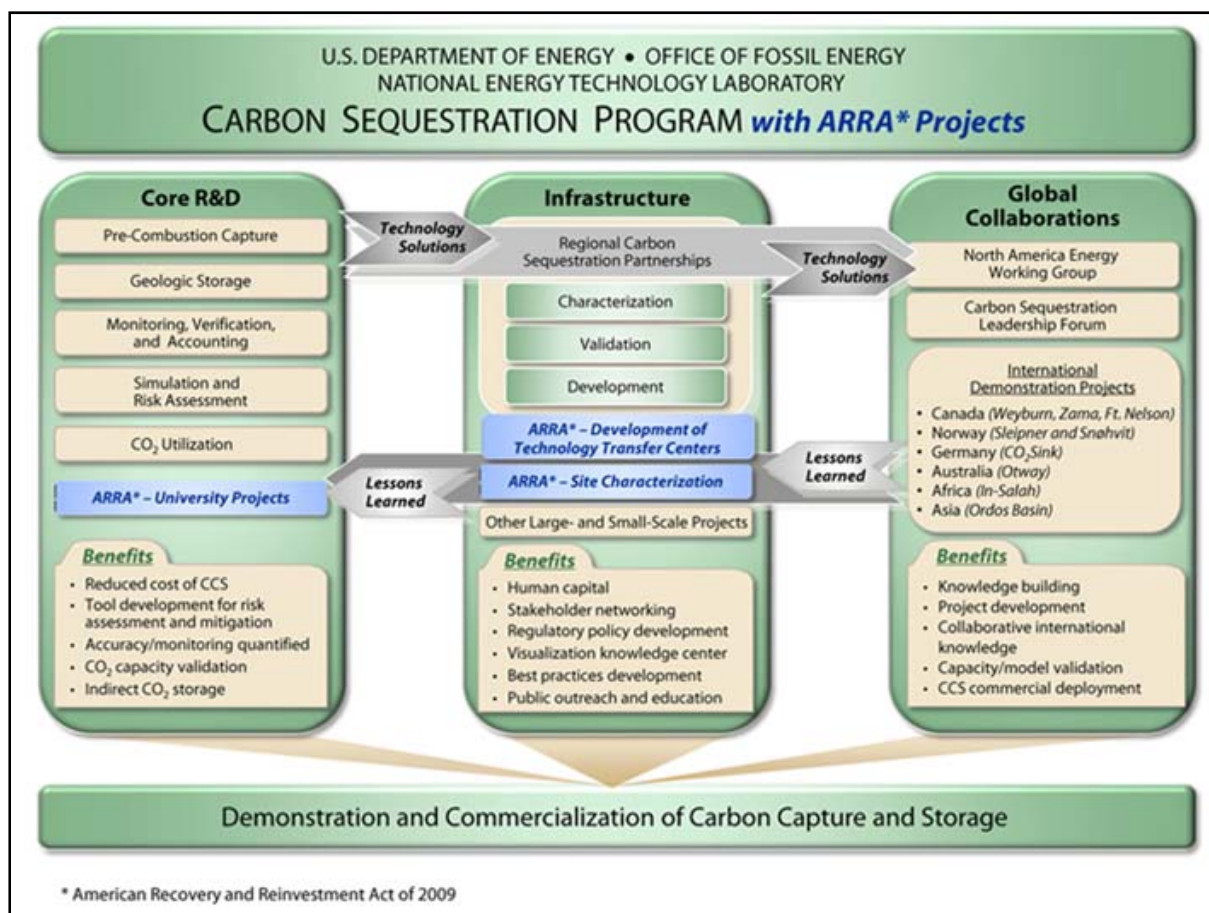 U.S. DEPARTMENT OF ENERGY • OFFICE OF FOSSIL ENERGY
NATIONAL ENERGY TECHNOLOGY LABORATORY
CARBON SEQUESTRATION PROGRAM with ARRA* Projects
Core R&D
Pre-Combustion Capture
Geologic Storage
Monitoring, Verification,
and Accounting
Simulation and
Risk Assessment
CO₂ Utilization
ARRA* – University Projects
Benefits
• Reduced cost of CCS
• Tool development for risk
assessment and mitigation
• Accuracy/monitoring quantified
• CO₂ capacity validation
• Indirect CO₂ storage
Technology
Solutions
Lessons
Learned
Infrastructure
Regional Carbon
Sequestration Partnerships
Characterization
Validation
Development
ARRA* – Development of
Technology Transfer Centers
ARRA* – Site Characterization
Other Large- and Small-Scale Projects
Benefits
• Human capital
• Stakeholder networking
• Regulatory policy development
• Visualization knowledge center
• Best practices development
• Public outreach and education
Technology
Solutions
Lessons
Learned
Global
Collaborations
North America Energy
Working Group
Carbon Sequestration
Leadership Forum
International
Demonstration Projects
• Canada (Weyburn, Zama, Ft. Nelson)
• Norway (Sleipner and Snøhvit)
• Germany (CO₂Sink)
• Australia (Otway)
• Africa (In-Salah)
• Asia (Ordos Basin)
Benefits
• Knowledge building
• Project development
• Collaborative international
knowledge
• Capacity/model validation
• CCS commercial deployment
Demonstration and Commercialization of Carbon Capture and Storage
* American Recovery and Reinvestment Act of 2009